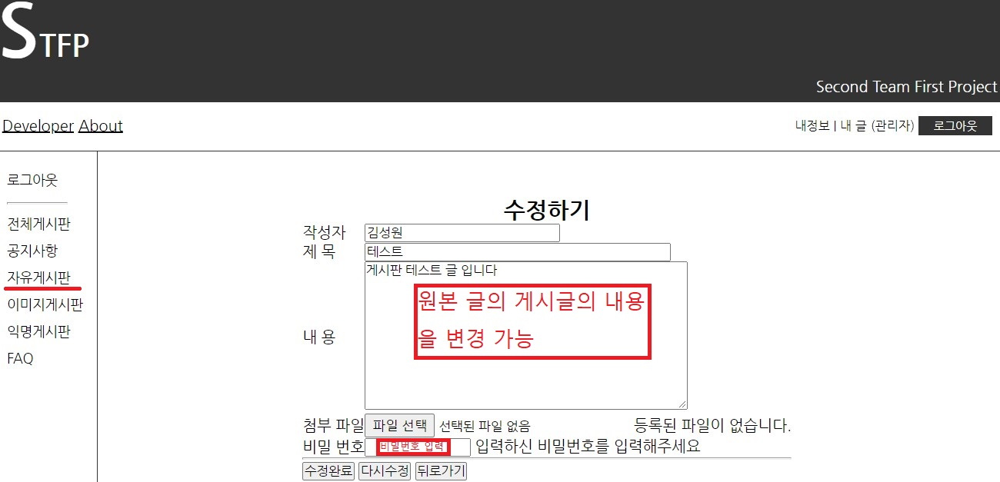 STFP
Second Team First Project
Developer About
내정보 | 내 글 (관리자) 로그아웃
로그아웃
전체게시판
공지사항
자유게시판
이미지게시판
익명게시판
FAQ
수정하기
작성자 김성원
제 목 테스트
게시판 테스트 글 입니다
원본 글의 게시글의 내용
을 변경 가능
내 용
첨부 파일 파일 선택 선택된 파일 없음 등록된 파일이 없습니다.
비밀 번호 비밀번호 입력 입력하신 비밀번호를 입력해주세요
수정완료 다시수정 뒤로가기